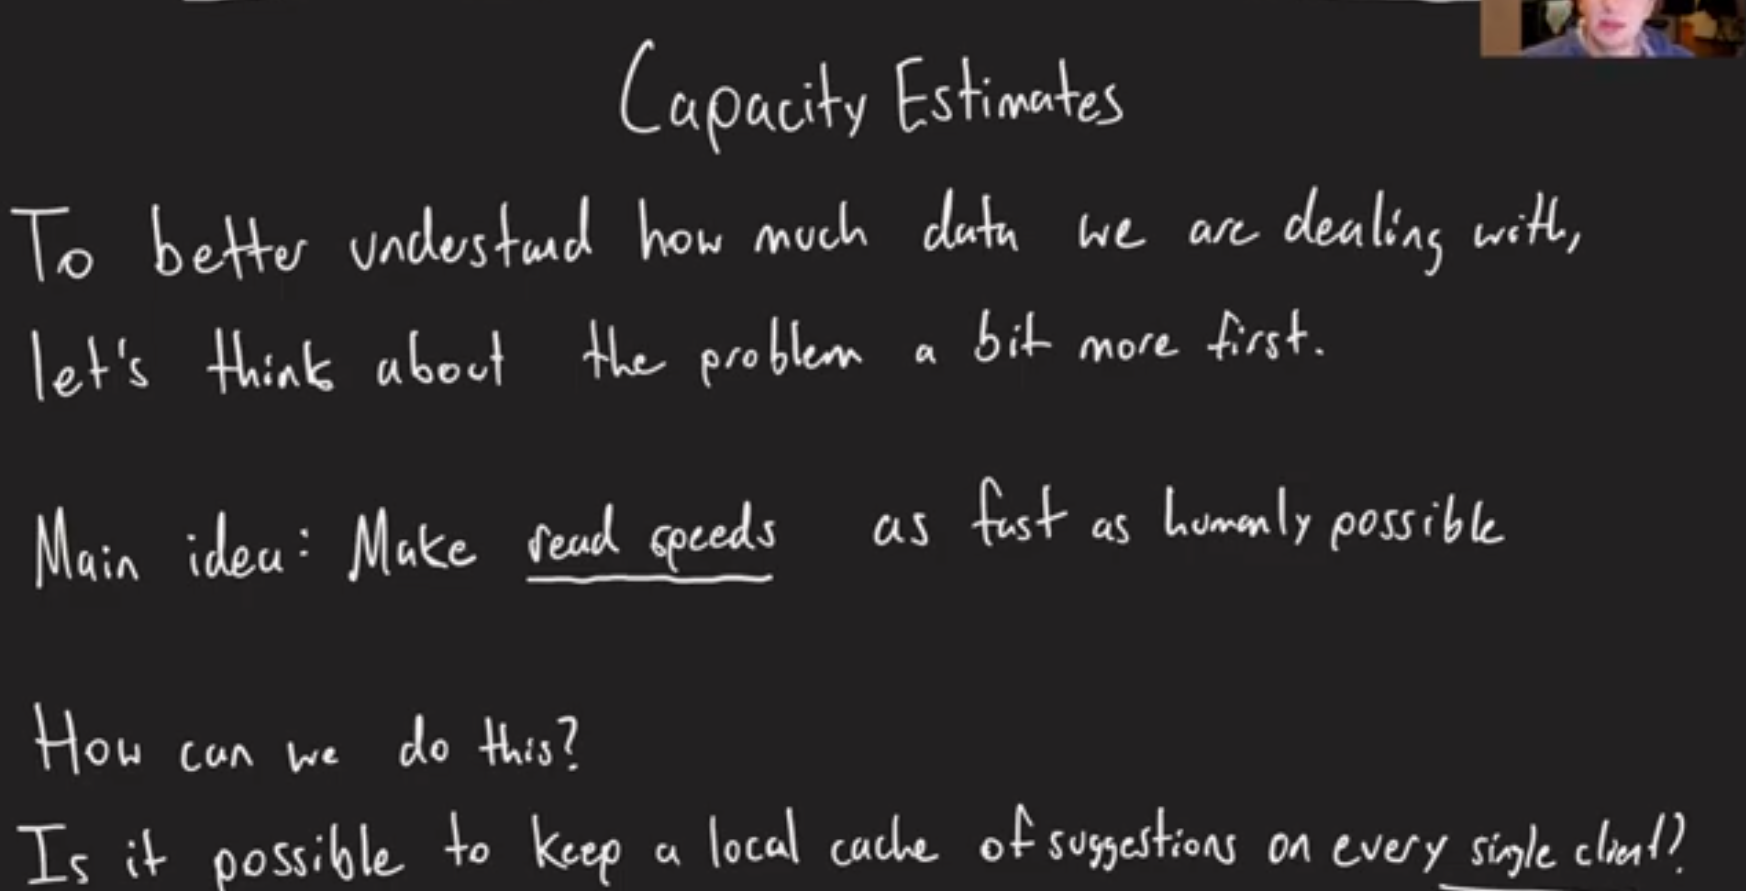 Capacity Estimates
To better understand how much data we are dealing with,
let's think about the problem a bit more first.
Main idea: Make read speeds as fast as humanly possible
How can we do this?
Is it possible to keep a local cache of suggestions on every single client?